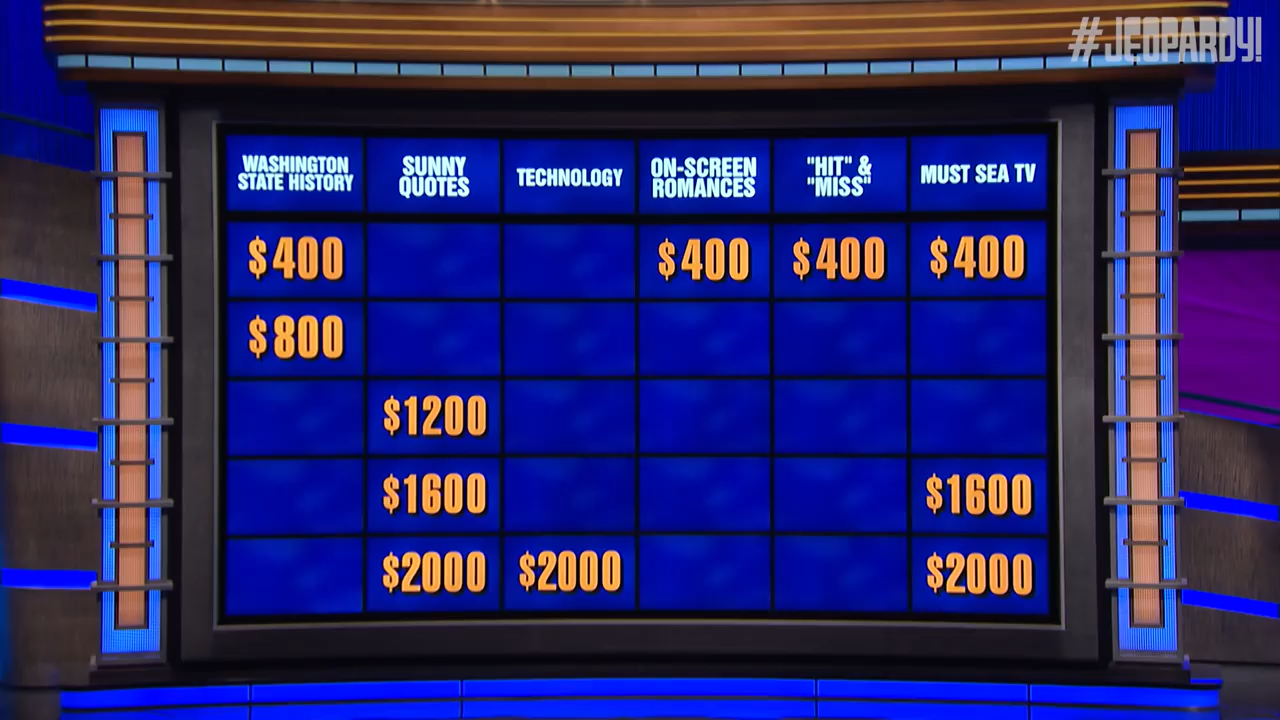 #JEOPARDY!
WASHINGTON
STATE HISTORY
SUNNY
QUOTES
TECHNOLOGY
ON-SCREEN
ROMANCES
"HIT" &
"MISS"
MUST SEA TV
$400 $400 $400 $400
$800
$1200
$1600 $1600
$2000 $2000 $2000